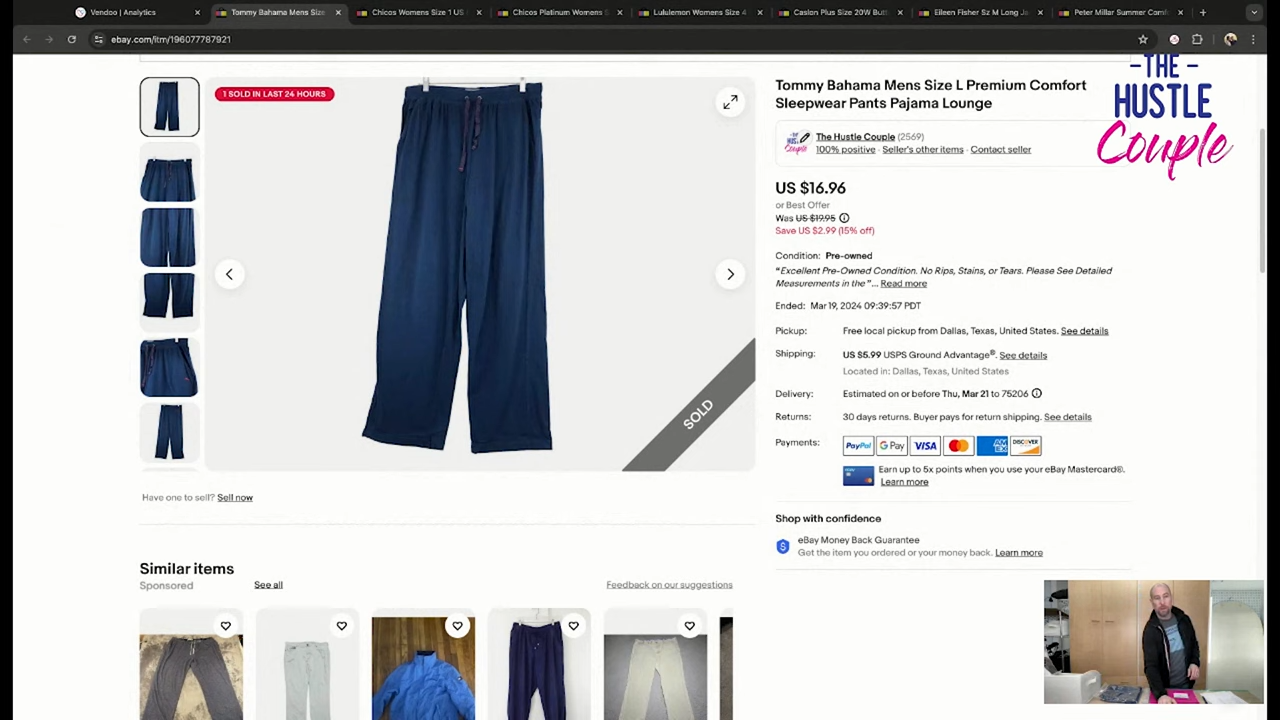 Vendoo | Analytics
Tommy Bahama Mens Size
Chicos Womens Size 1 US
Chicos Platinum Womens S
Lululemon Womens Size 4
Caslon Plus Size 20W Butt
Eileen Fisher Sz M Long Ja
Peter Millar Summer Comf
ebay.com/itm/196077787921
-THE-
HUSTLE
Couple
1 SOLD IN LAST 24 HOURS
SOLD
Have one to sell? Sell now
Tommy Bahama Mens Size L Premium Comfort
Sleepwear Pants Pajama Lounge
THE
HUSTLE
Couple
The Hustle Couple (2569)
100% positive · Seller's other items · Contact seller
US $16.96
or Best Offer
Was US $19.95
Save US $2.99 (15% off)
Condition: Pre-owned
"Excellent Pre-Owned Condition. No Rips, Stains, or Tears. Please See Detailed
Measurements in the "... Read more
Ended: Mar 19, 2024 09:39:57 PDT
Pickup: Free local pickup from Dallas, Texas, United States. See details
Shipping: US $5.99 USPS Ground Advantage®. See details
Located in: Dallas, Texas, United States
Delivery: Estimated on or before Thu, Mar 21 to 75206
Returns: 30 days returns. Buyer pays for return shipping. See details
Payments: PayPal G Pay VISA MasterCard AM EX DISCOVER
Earn up to 5x points when you use your eBay Mastercard®.
Learn more
Shop with confidence
eBay Money Back Guarantee
Get the item you ordered or your money back. Learn more
Similar items
Sponsored
See all
Feedback on our suggestions